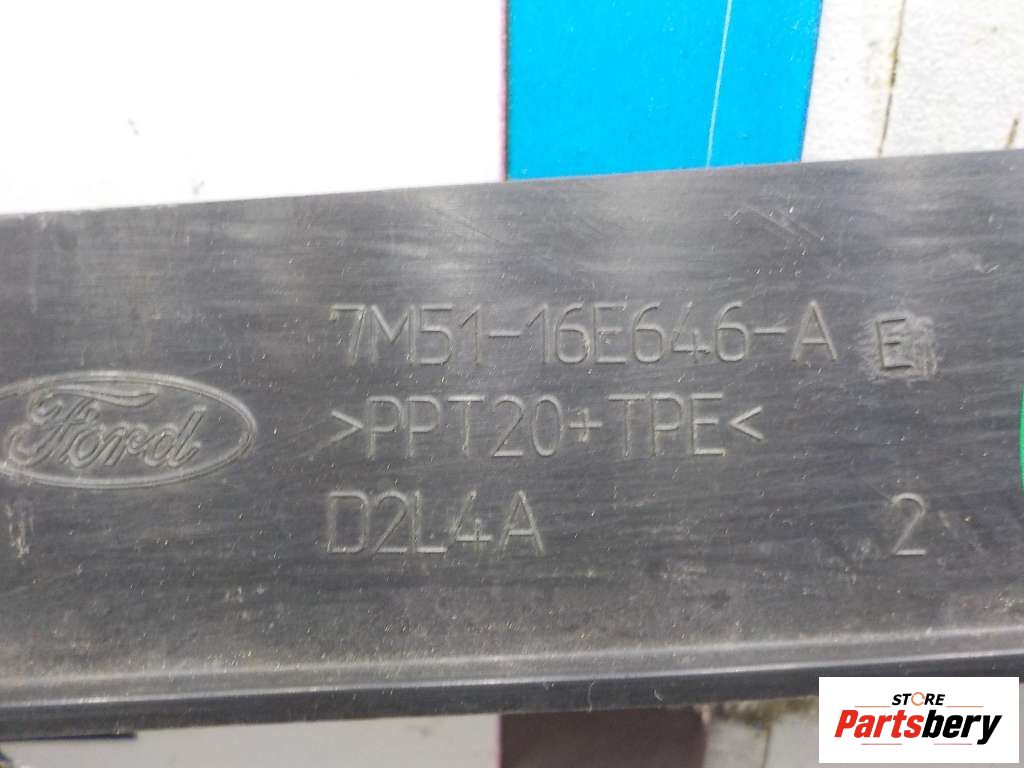 7M51-16E646-A E
Ford
>PPT20+TPE<
D2L4A 2
STORE
Partsbery